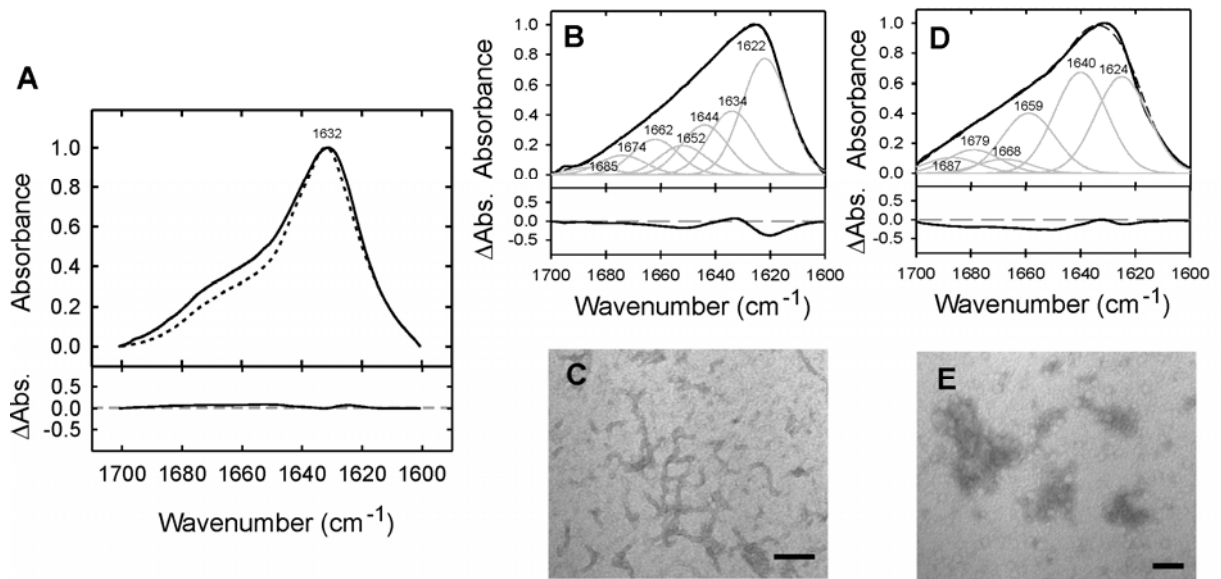 A
Absorbance
1.0
0.8
0.6
0.4
0.2
0.0
1632
ΔAbs.
0.5
0.0
-0.5
1700 1680 1660 1640 1620 1600
Wavenumber (cm-1)
B
Absorbance
1.0
0.8
0.6
0.4
0.2
0.0
1622
1634
1644
1652
1662
1674
1685
ΔAbs.
0.5
0.0
-0.5
1700 1680 1660 1640 1620 1600
Wavenumber (cm-1)
C
D
Absorbance
1.0
0.8
0.6
0.4
0.2
0.0
1640
1624
1659
1679
1668
1687
ΔAbs.
0.5
0.0
-0.5
1700 1680 1660 1640 1620 1600
Wavenumber (cm-1)
E